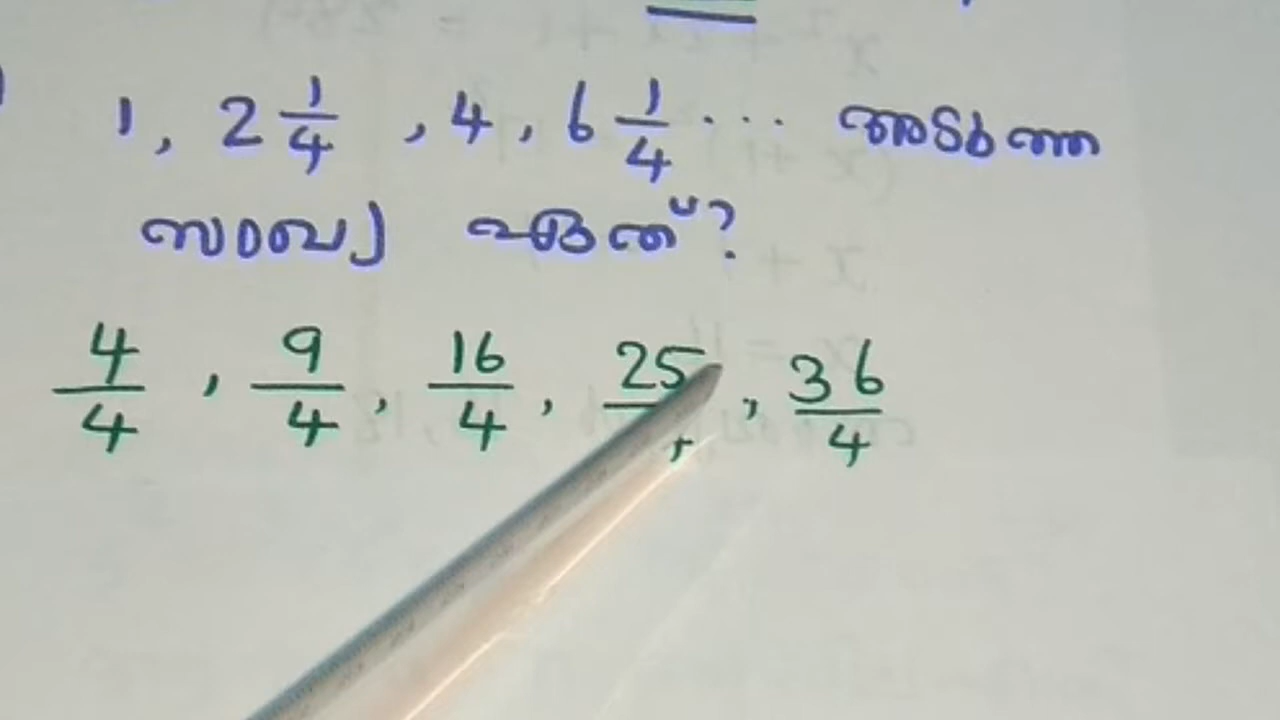 1, 2 1/4, 4, 6 1/4 ... അടുത്ത
സംഖ്യ ഏത്?
4/4, 9/4, 16/4, 25/, 36/4